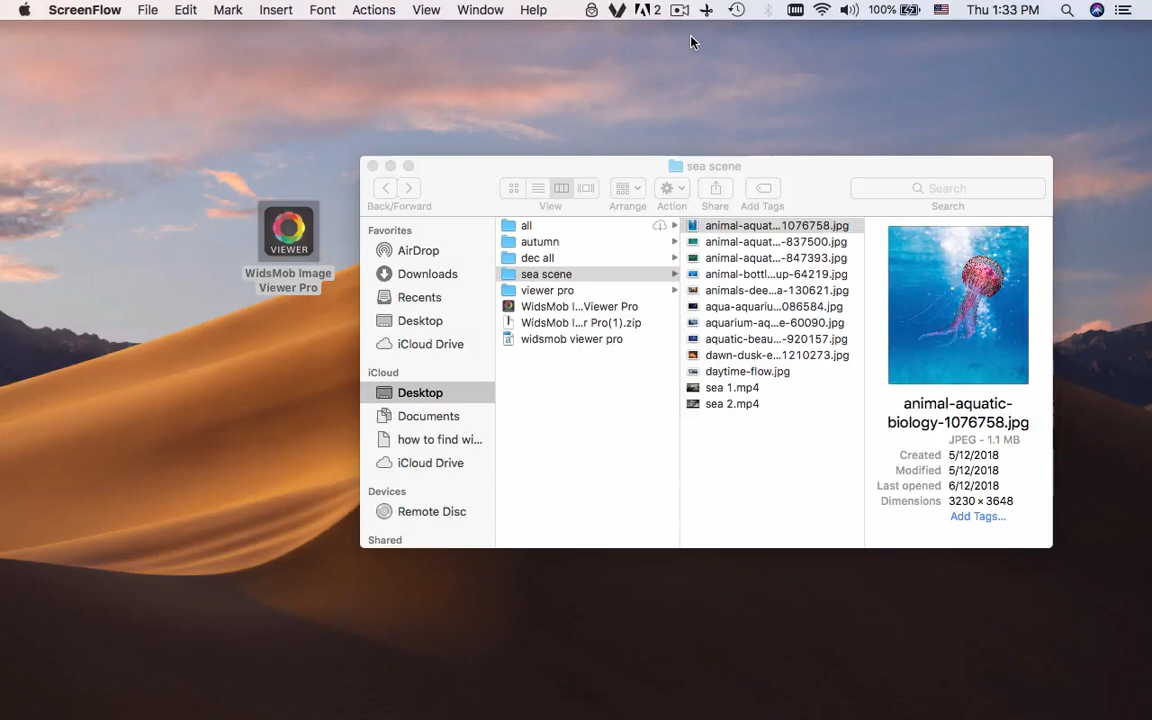 ScreenFlow File Edit Mark Insert Font Actions View Window Help 2 100% Thu 1:33 PM
VIEWER
WidsMob Image
Viewer Pro
sea scene
Back/Forward View Arrange Action Share Add Tags Search
Search
Favorites
AirDrop
Downloads
Recents
Desktop
iCloud Drive
iCloud
Desktop
Documents
how to find wi...
iCloud Drive
Devices
Remote Disc
Shared
all
autumn
dec all
sea scene
viewer pro
WidsMob I...Viewer Pro
WidsMob I...r Pro(1).zip
widsmob viewer pro
animal-aquat...1076758.jpg
animal-aquat...-837500.jpg
animal-aquat...-847393.jpg
animal-bottl...up-64219.jpg
animals-dee...a-130621.jpg
aqua-aquariu...086584.jpg
aquarium-aq...e-60090.jpg
aquatic-beau...-920157.jpg
dawn-dusk-e...1210273.jpg
daytime-flow.jpg
sea 1.mp4
sea 2.mp4
animal-aquatic-
biology-1076758.jpg
JPEG - 1.1 MB
Created 5/12/2018
Modified 5/12/2018
Last opened 6/12/2018
Dimensions 3230 × 3648
Add Tags...